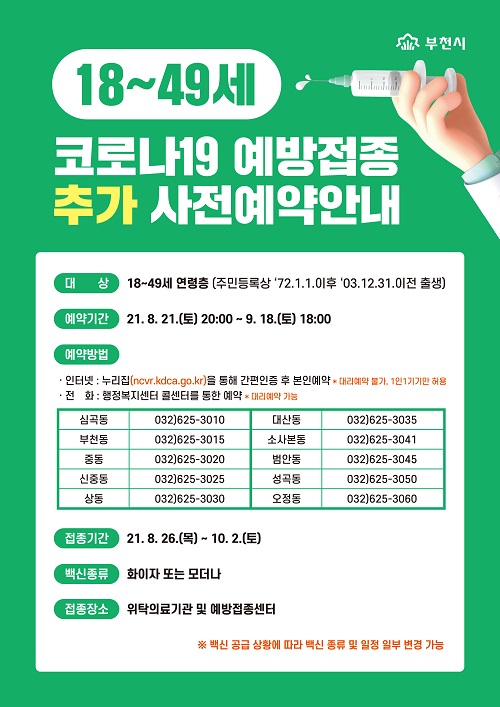 부천시
18~49세
코로나19 예방접종
추가 사전예약안내
대 상 18~49세 연령층 (주민등록상 '72.1.1.이후 '03.12.31.이전 출생)
예약기간 21. 8. 21.(토) 20:00 ~ 9. 18.(토) 18:00
예약방법
· 인터넷 : 누리집(ncvr.kdca.go.kr)을 통해 간편인증 후 본인예약 * 대리예약 불가, 1인1기기만 허용
· 전 화 : 행정복지센터 콜센터를 통한 예약 * 대리예약 가능
심곡동 032)625-3010 대산동 032)625-3035
부천동 032)625-3015 소사본동 032)625-3041
중동 032)625-3020 범안동 032)625-3045
신중동 032)625-3025 성곡동 032)625-3050
상동 032)625-3030 오정동 032)625-3060
접종기간 21. 8. 26.(목) ~ 10. 2.(토)
백신종류 화이자 또는 모더나
접종장소 위탁의료기관 및 예방접종센터
※ 백신 공급 상황에 따라 백신 종류 및 일정 일부 변경 가능